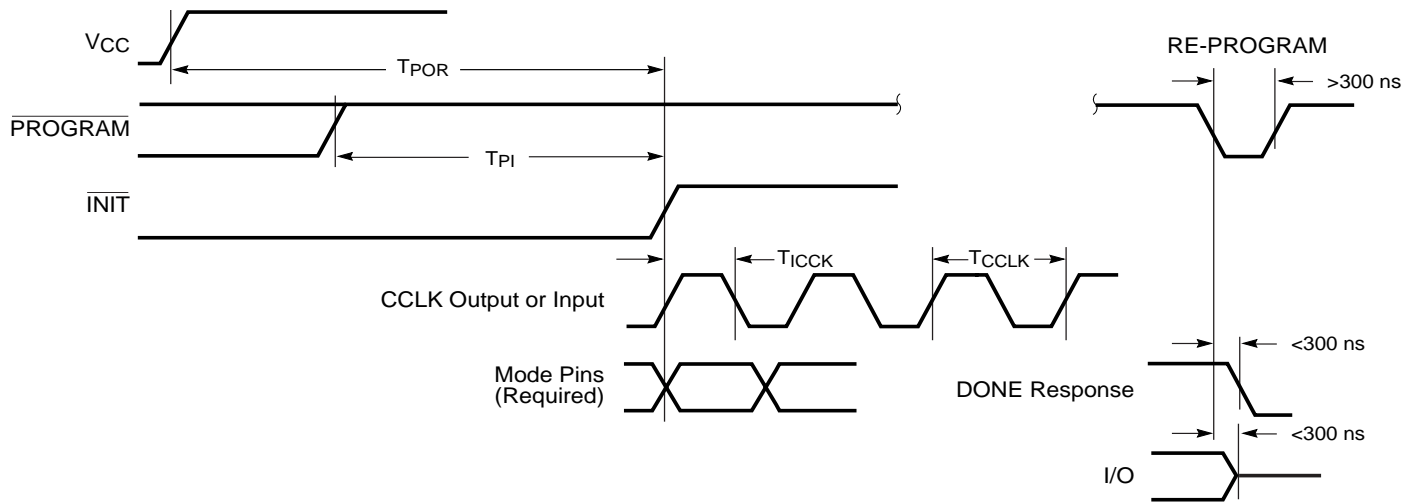 VCC
RE-PROGRAM
TPOR
>300 ns
PROGRAM
TPI
INIT
TICCK
TCCLK
CCLK Output or Input
<300 ns
Mode Pins
(Required)
DONE Response
<300 ns
I/O